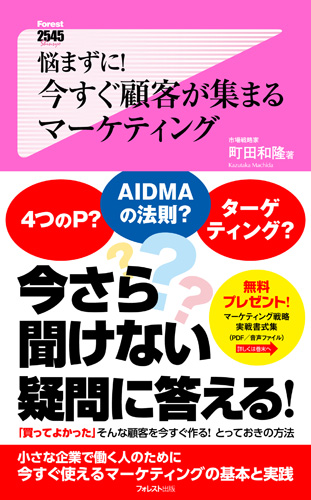 Forest
2545
Shinsyo
悩まずに!
今すぐ顧客が集まる
マーケティング
市場戦略家
町田和隆著
Kazutaka Machida
4つのP?
AIDMA
の法則?
ターゲ
ティング?
???
今さら
聞けない
疑問に答える!
無料
プレゼント!
マーケティング戦略
実戦書式集
(PDF/音声ファイル)
詳しくは巻末へ
「買ってよかった」そんな顧客を今すぐ作る! とっておきの方法
小さな企業で働く人のために
今すぐ使えるマーケティングの基本と実践
フォレスト出版